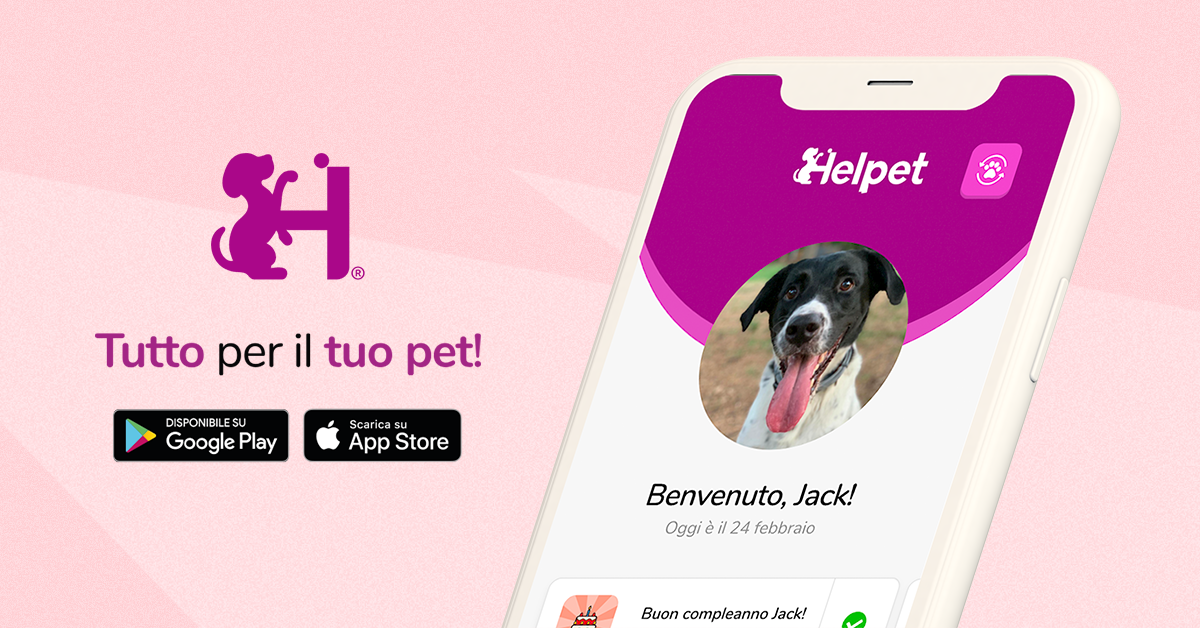 H®
Tutto per il tuo pet!
DISPONIBILE SU
Google Play
Scarica su
App Store
Helpet
Benvenuto, Jack!
Oggi è il 24 febbraio
Buon compleanno Jack!